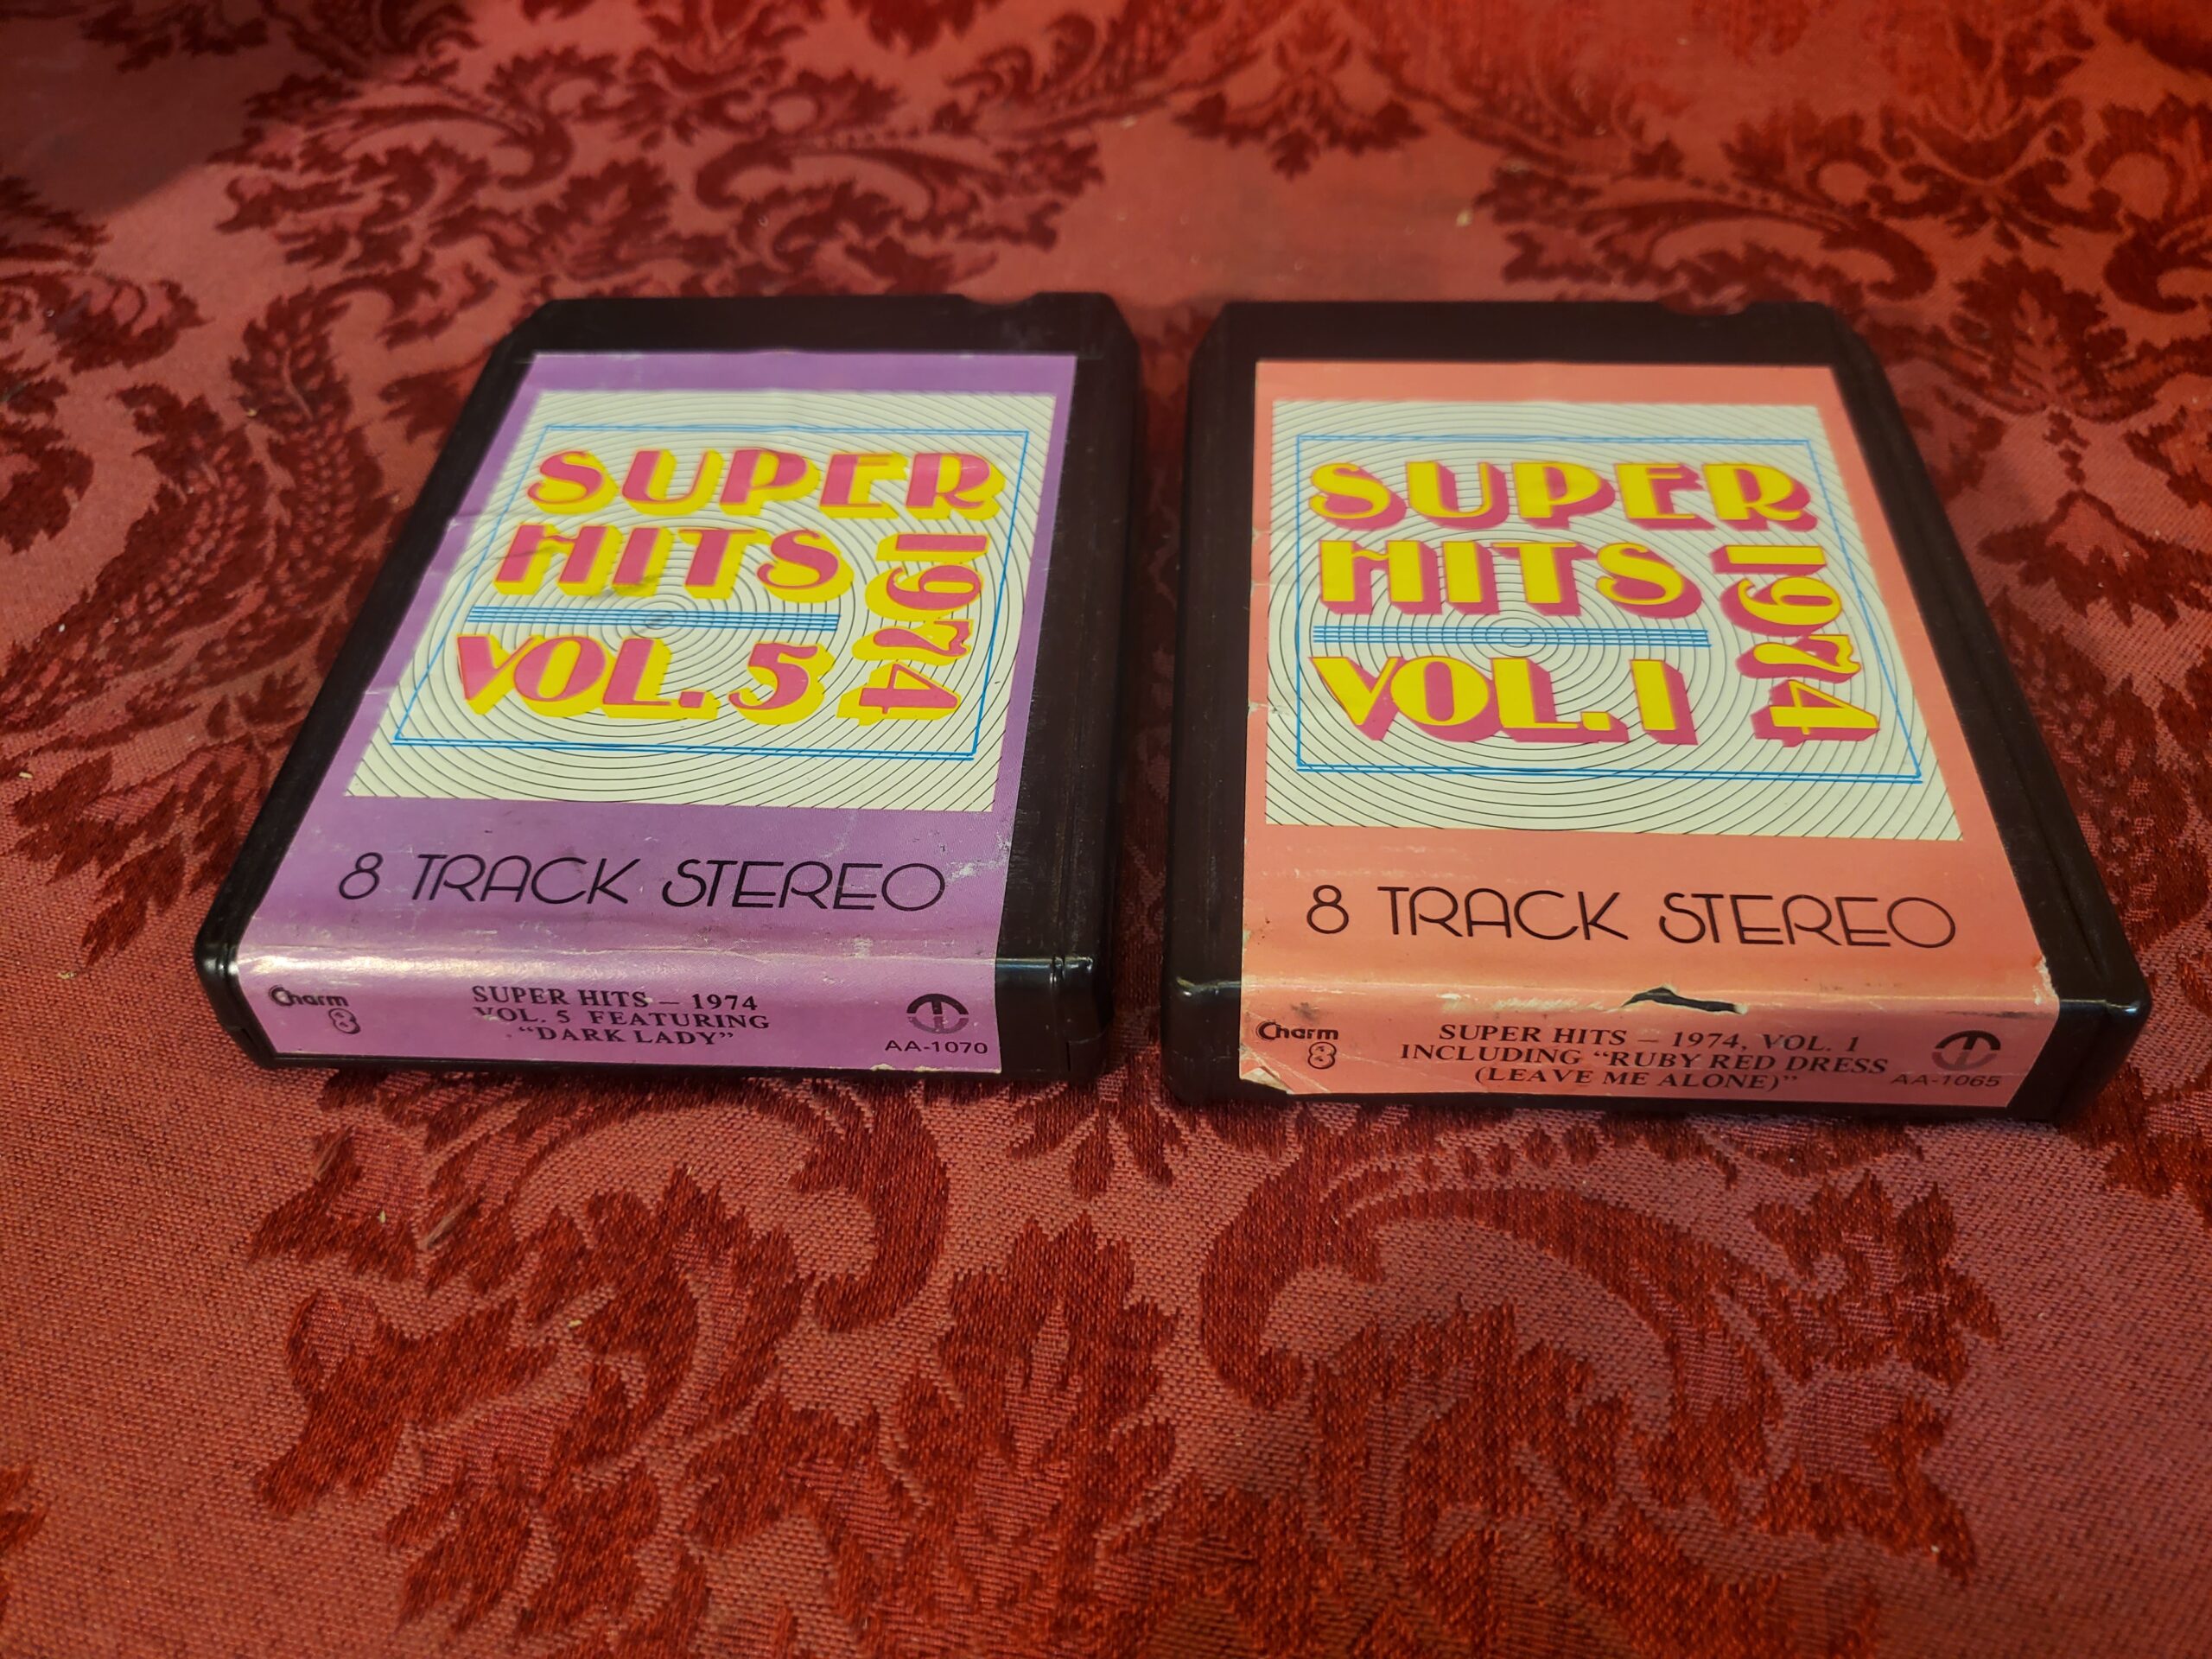 SUPER
HITS
1974
VOL. 5
8 TRACK STEREO
Charm
8
SUPER HITS – 1974
VOL. 5 FEATURING
"DARK LADY"
AA-1070
SUPER
HITS
1974
VOL. 1
8 TRACK STEREO
Charm
8
SUPER HITS – 1974, VOL. 1
INCLUDING "RUBY RED DRESS
(LEAVE ME ALONE)"
AA-1065